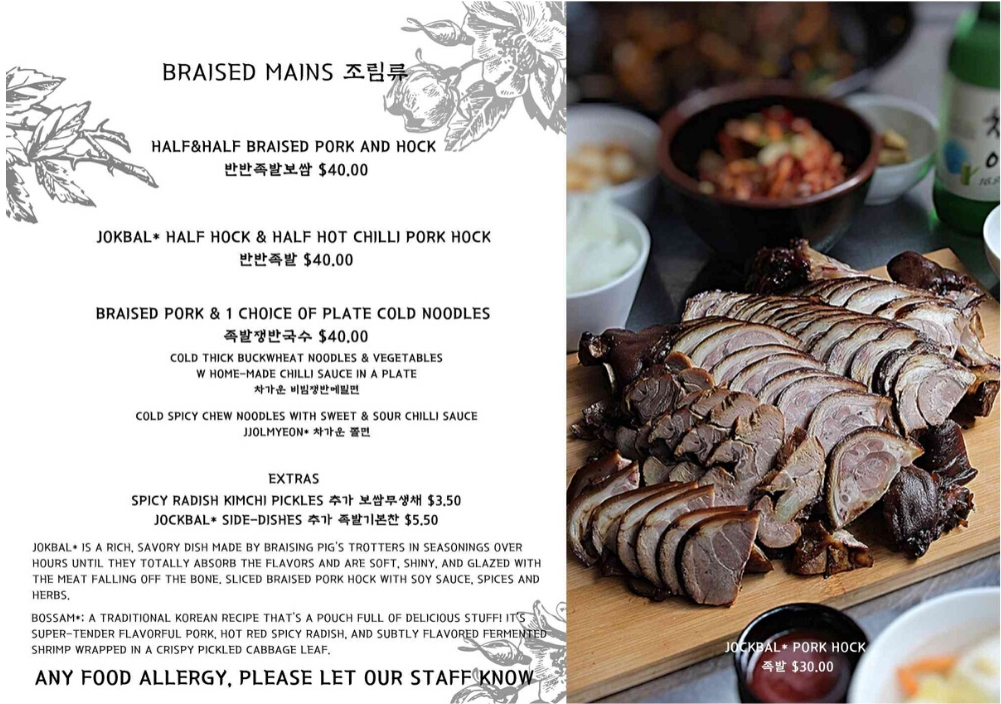 BRAISED MAINS 조림류
HALF&HALF BRAISED PORK AND HOCK
반반족발보쌈 $40.00
JOKBAL* HALF HOCK & HALF HOT CHILLI PORK HOCK
반반족발 $40.00
BRAISED PORK & 1 CHOICE OF PLATE COLD NOODLES
족발쟁반국수 $40.00
COLD THICK BUCKWHEAT NOODLES & VEGETABLES
W HOME-MADE CHILLI SAUCE IN A PLATE
차가운 비빔쟁반메밀면
COLD SPICY CHEW NOODLES WITH SWEET & SOUR CHILLI SAUCE
JJOLMYEON* 차가운 쫄면
EXTRAS
SPICY RADISH KIMCHI PICKLES 추가 보쌈무생채 $3.50
JOCKBAL* SIDE-DISHES 추가 족발기본찬 $5.50
JOKBAL* IS A RICH, SAVORY DISH MADE BY BRAISING PIG'S TROTTERS IN SEASONINGS OVER
HOURS UNTIL THEY TOTALLY ABSORB THE FLAVORS AND ARE SOFT, SHINY, AND GLAZED WITH
THE MEAT FALLING OFF THE BONE. SLICED BRAISED PORK HOCK WITH SOY SAUCE, SPICES AND
HERBS.
BOSSAM*: A TRADITIONAL KOREAN RECIPE THAT'S A POUCH FULL OF DELICIOUS STUFF! IT'S
SUPER-TENDER FLAVORFUL PORK, HOT RED SPICY RADISH, AND SUBTLY FLAVORED FERMENTED
SHRIMP WRAPPED IN A CRISPY PICKLED CABBAGE LEAF.
ANY FOOD ALLERGY, PLEASE LET OUR STAFF KNOW
JOCKBAL* PORK HOCK
족발 $30.00